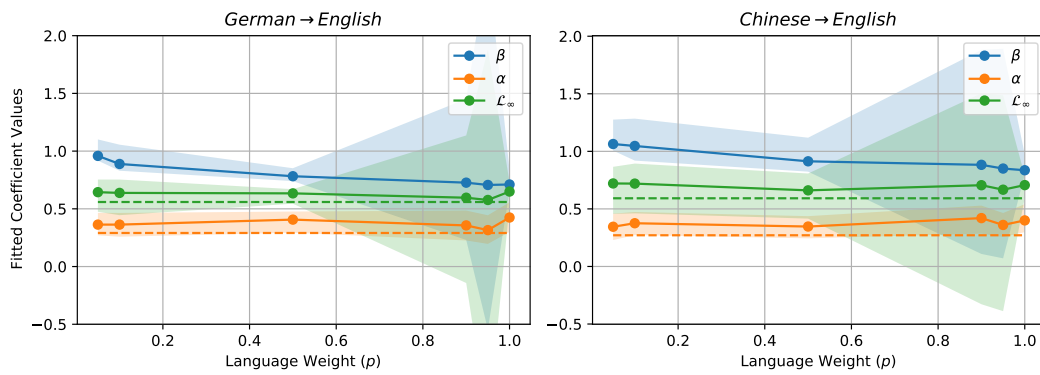 German → English
Chinese → English
Fitted Coefficient Values
2.0
1.5
1.0
0.5
0.0
−0.5
β
α
𝓛∞
0.2 0.4 0.6 0.8 1.0
Language Weight (p)
2.0
1.5
1.0
0.5
0.0
−0.5
β
α
𝓛∞
0.2 0.4 0.6 0.8 1.0
Language Weight (p)